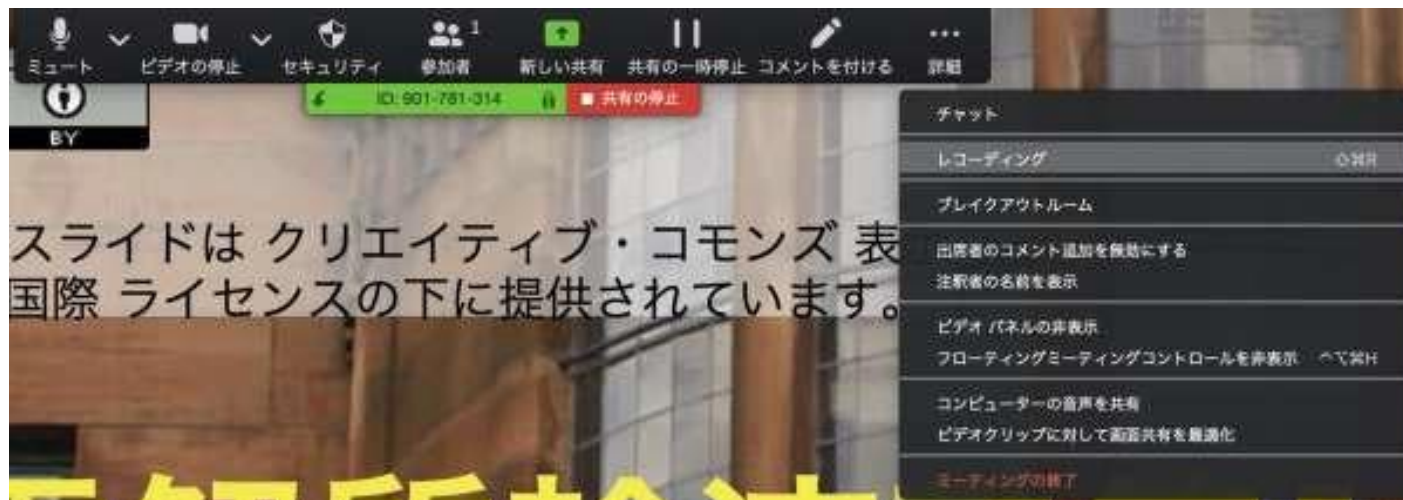 1
ミュート ビデオの停止 セキュリティ 参加者 新しい共有 共有の一時停止 コメントを付ける 詳細
ID: 901-781-314 共有の停止
BY
チャット
レコーディング ⇧⌘R
ブレイクアウトルーム
出席者のコメント追加を無効にする
注釈者の名前を表示
ビデオ パネルの非表示
フローティングミーティングコントロールを非表示 ^⌥⌘H
コンピューターの音声を共有
ビデオクリップに対して画面共有を最適化
ミーティングの終了
スライドは クリエイティブ・コモンズ 表
国際 ライセンスの下に提供されています。